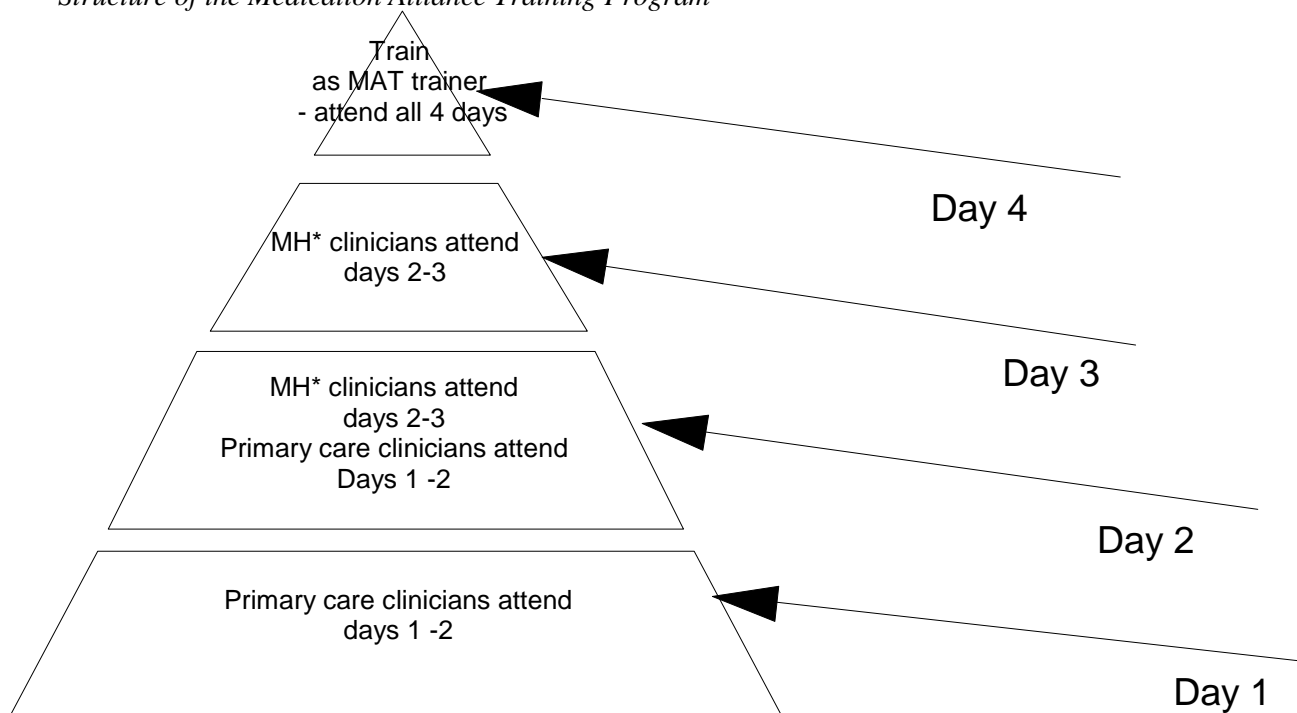 Structure of the Medication Alliance Training Program
Train
as MAT trainer
- attend all 4 days
Day 4
MH* clinicians attend
days 2-3
Day 3
MH* clinicians attend
days 2-3
Primary care clinicians attend
Days 1 -2
Day 2
Primary care clinicians attend
days 1 -2
Day 1